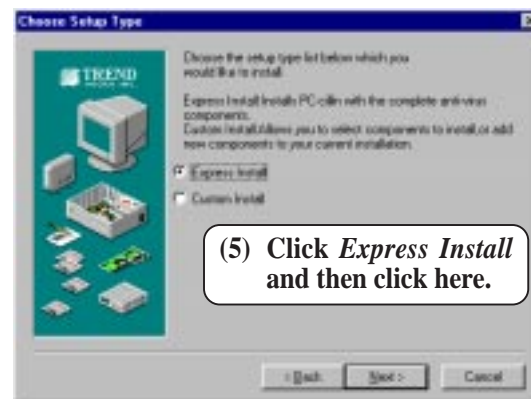 Choose Setup Type
TREND
MICRO, INC.
Choose the setup type list below which you
would like to install.
Express Install:Installs PC-cillin with the complete anti-virus
components.
Custom Install:Allows you to select components to install,or add
new components to your current installation.
Express Install
Custom Install
(5) Click Express Install
and then click here.
< Back
Next >
Cancel